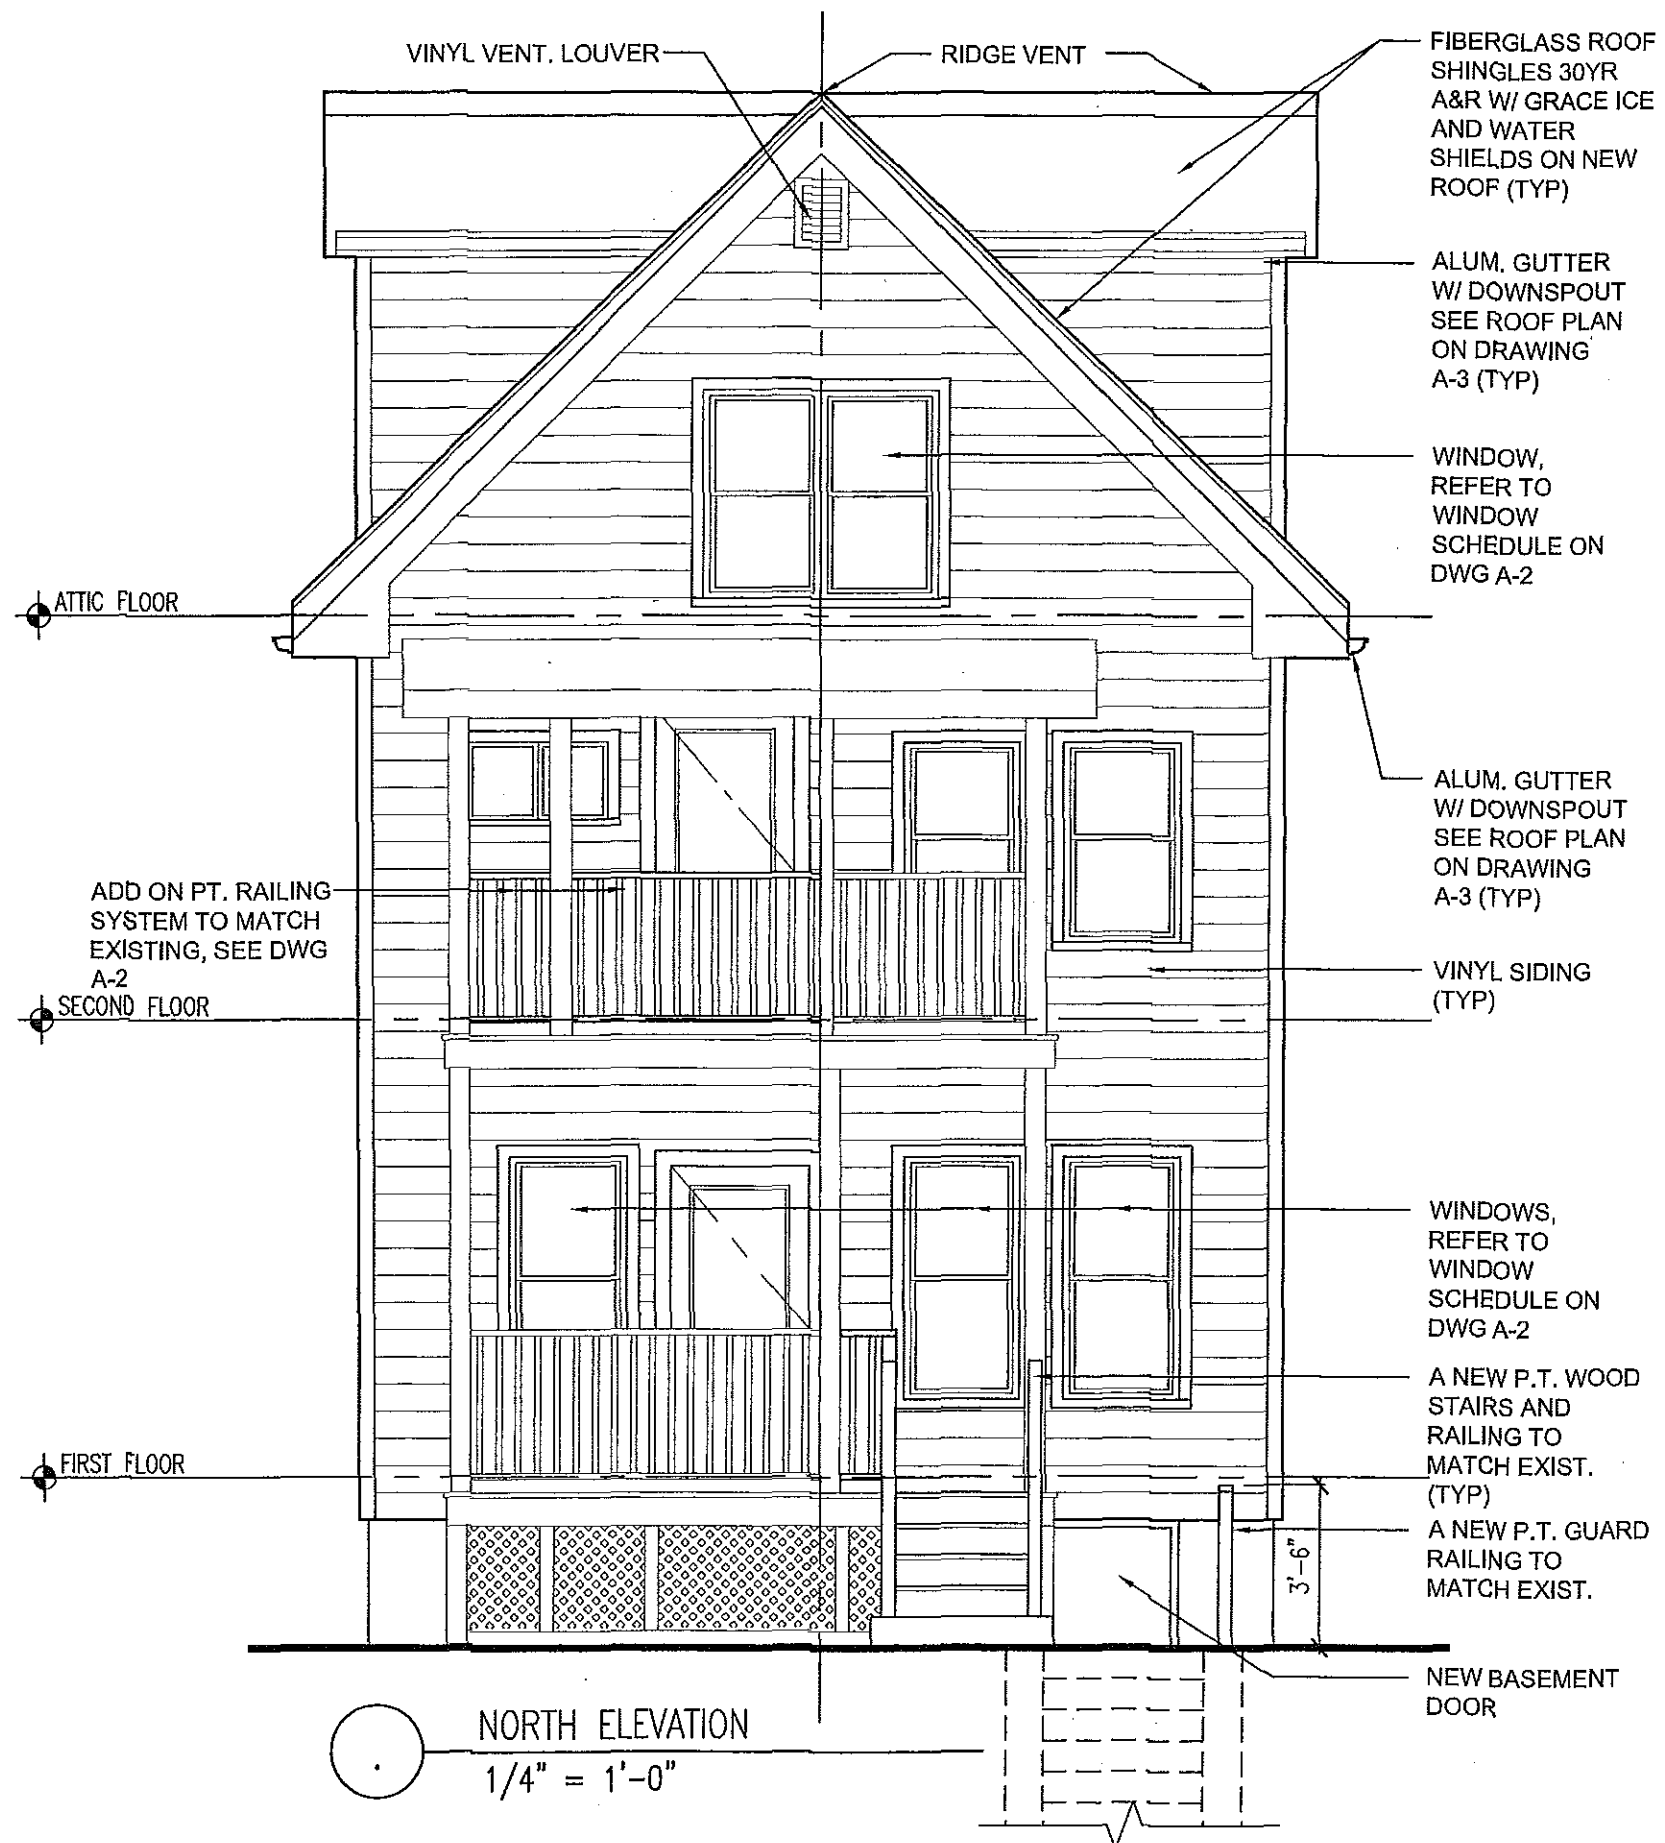 VINYL VENT. LOUVER
RIDGE VENT
FIBERGLASS ROOF
SHINGLES 30YR
A&R W/ GRACE ICE
AND WATER
SHIELDS ON NEW
ROOF (TYP)
ALUM. GUTTER
W/ DOWNSPOUT
SEE ROOF PLAN
ON DRAWING
A-3 (TYP)
WINDOW,
REFER TO
WINDOW
SCHEDULE ON
DWG A-2
ATTIC FLOOR
ALUM. GUTTER
W/ DOWNSPOUT
SEE ROOF PLAN
ON DRAWING
A-3 (TYP)
ADD ON PT. RAILING
SYSTEM TO MATCH
EXISTING, SEE DWG
A-2
VINYL SIDING
(TYP)
SECOND FLOOR
WINDOWS,
REFER TO
WINDOW
SCHEDULE ON
DWG A-2
A NEW P.T. WOOD
STAIRS AND
RAILING TO
MATCH EXIST.
(TYP)
FIRST FLOOR
A NEW P.T. GUARD
RAILING TO
MATCH EXIST.
3'-6"
NEW BASEMENT
DOOR
NORTH ELEVATION
1/4" = 1'-0"